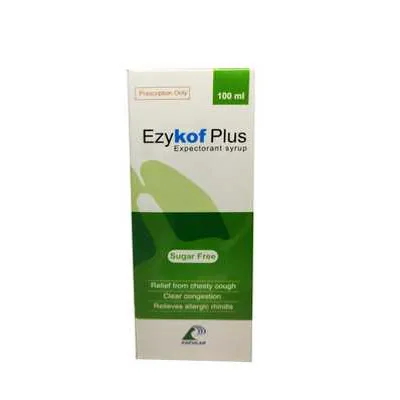 Prescription Only
100 ml
Ezykof Plus
Expectorant syrup
Sugar Free
Relief from chesty cough
Clear congestion
Relieves allergic rhinitis